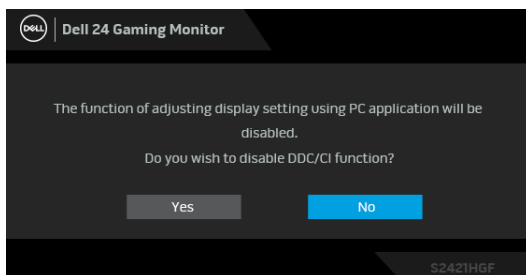 DELL
Dell 24 Gaming Monitor
The function of adjusting display setting using PC application will be
disabled.
Do you wish to disable DDC/CI function?
Yes
No
S2421HGF